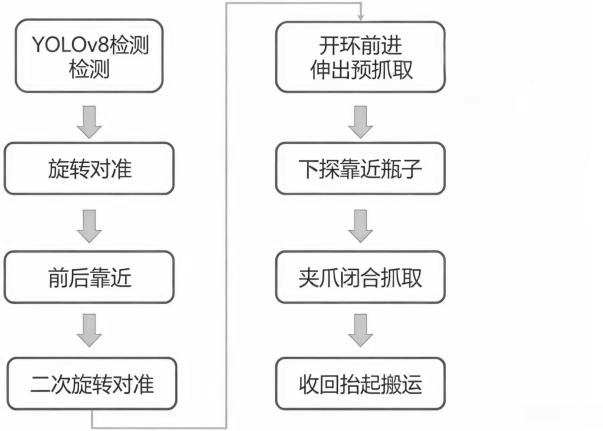 YOLOv8检测
检测
旋转对准
前后靠近
二次旋转对准
开环前进
伸出预抓取
下探靠近瓶子
夹爪闭合抓取
收回抬起搬运